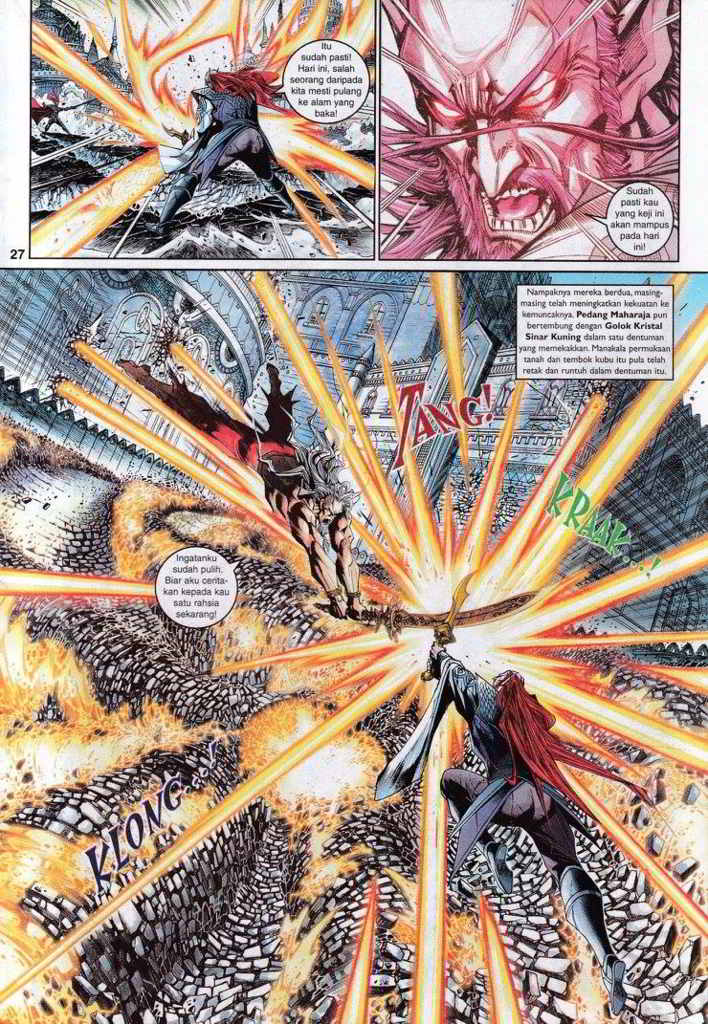 Itu
sudah pasti!
Hari ini, salah
seorang daripada
kita mesti pulang
ke alam yang
baka!
Sudah
pasti kau
yang keji ini
akan mampus
pada hari
ini!
27
Nampaknya mereka berdua, masing-
masing telah meningkatkan kekuatan ke
kemuncaknya. Pedang Maharaja pun
bertembung dengan Golok Kristal
Sinar Kuning dalam satu dentuman
yang memekakkan. Manakala permukaan
tanah dan tembok kubu itu pula telah
retak dan runtuh dalam dentuman itu.
TANG!
KRAAK...!
Ingatanku
sudah pulih.
Biar aku cerita-
kan kepada kau
satu rahsia
sekarang!
KLONG...!